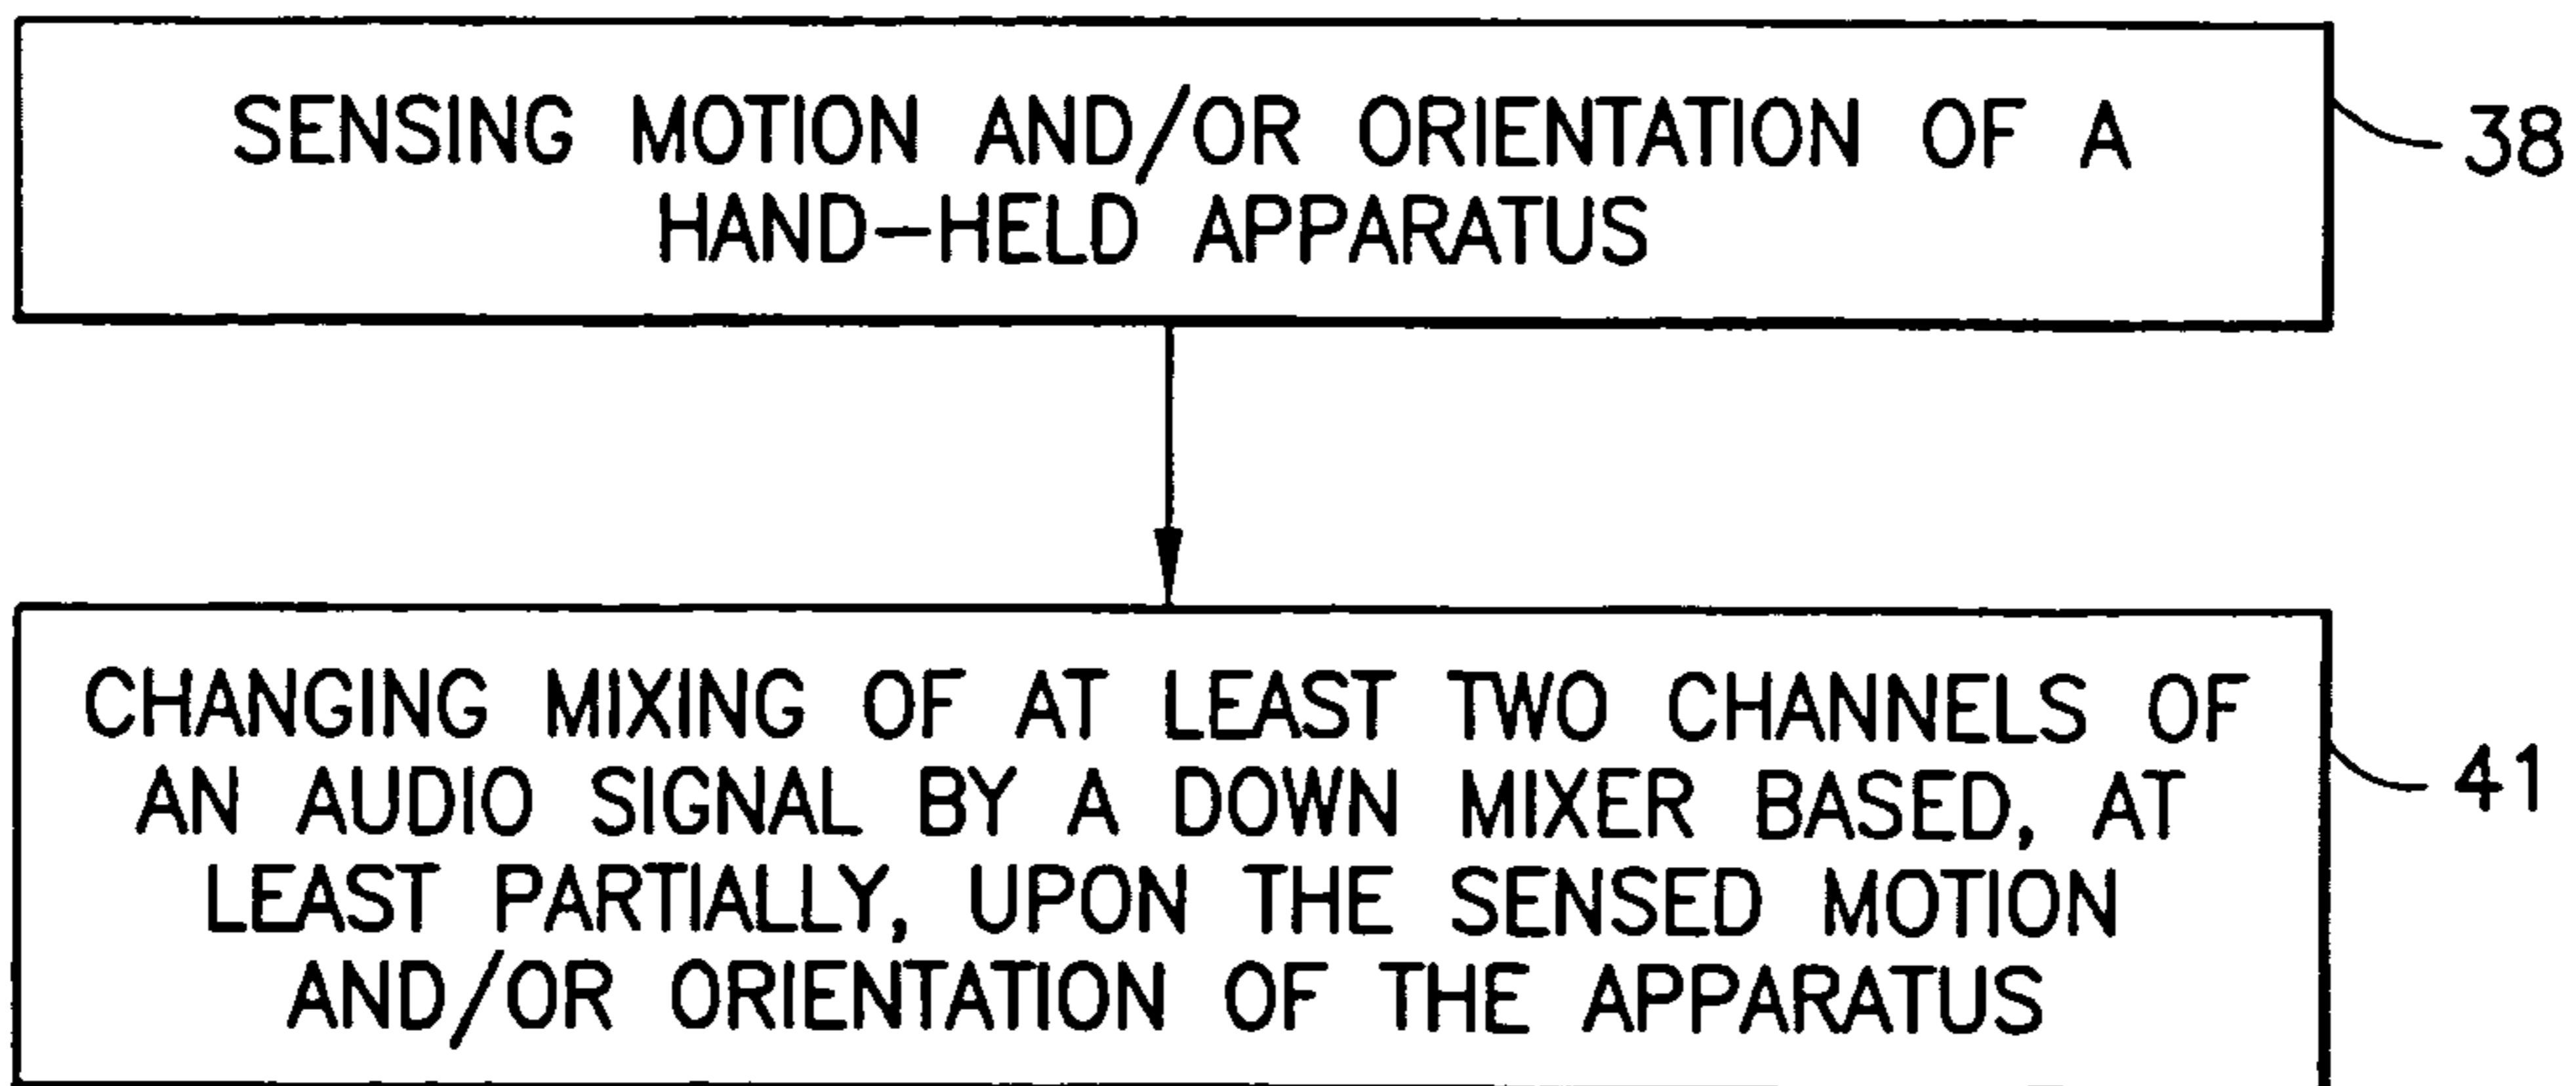 SENSING MOTION AND/OR ORIENTATION OF A
HAND-HELD APPARATUS
38
CHANGING MIXING OF AT LEAST TWO CHANNELS OF
AN AUDIO SIGNAL BY A DOWN MIXER BASED, AT
LEAST PARTIALLY, UPON THE SENSED MOTION
AND/OR ORIENTATION OF THE APPARATUS
41